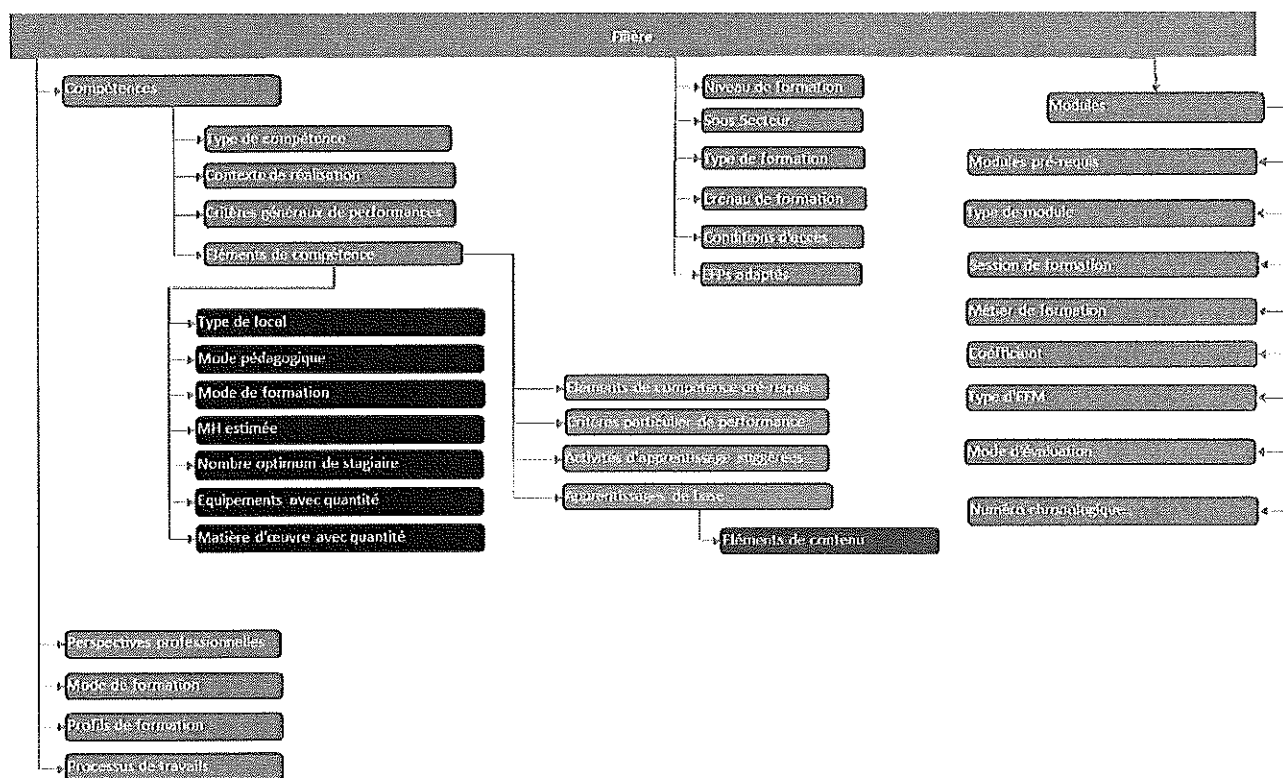 Filière
Compétences
Type de compétence
Contexte de réalisation
Critères généraux de performances
Eléments de compétence
Type de local
Mode pédagogique
Mode de formation
MH estimée
Nombre optimum de stagiaire
Equipements avec quantité
Matière d'œuvre avec quantité
Eléments de compétence pré-requis
Critères particulier de performance
Activités d'apprentissage suggérées
Apprentissages de base
Eléments de contenu
Niveau de formation
Sous Secteur
Type de formation
Crénau de formation
Conditions d'accès
EFPs adaptés
Modules
Modules pré-requis
Type de module
Session de formation
Métier de formation
Coéfficient
Type d'EFM
Mode d'évaluation
Numéro chronologique
Perspectives professionnelles
Mode de formation
Profils de formation
Processus de travails